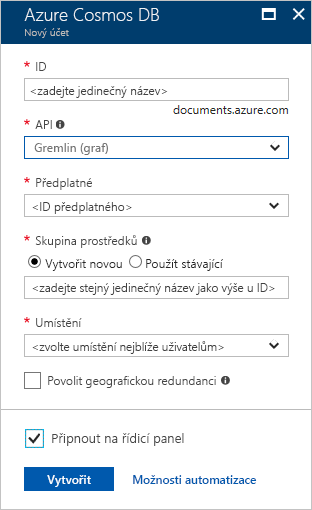 Azure Cosmos DB
Nový účet
* ID
<zadejte jedinečný název>
documents.azure.com
* API
Gremlin (graf)
* Předplatné
<ID předplatného>
* Skupina prostředků
Vytvořit novou Použít stávající
<zadejte stejný jedinečný název jako výše u ID>
* Umístění
<zvolte umístění nejblíže uživatelům>
Povolit geografickou redundanci
Připnout na řídicí panel
Vytvořit Možnosti automatizace